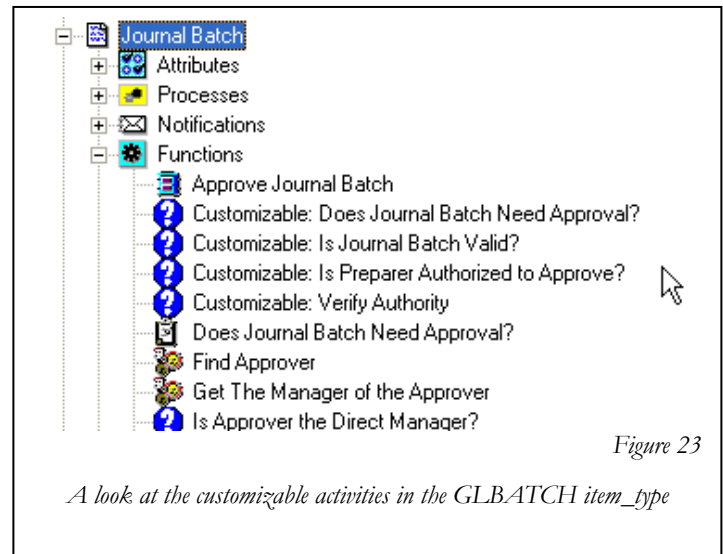 Journal Batch
Attributes
Processes
Notifications
Functions
Approve Journal Batch
Customizable: Does Journal Batch Need Approval?
Customizable: Is Journal Batch Valid?
Customizable: Is Preparer Authorized to Approve?
Customizable: Verify Authority
Does Journal Batch Need Approval?
Find Approver
Get The Manager of the Approver
Is Approver the Direct Manager?
Figure 23
A look at the customizable activities in the GLBATCH item_type